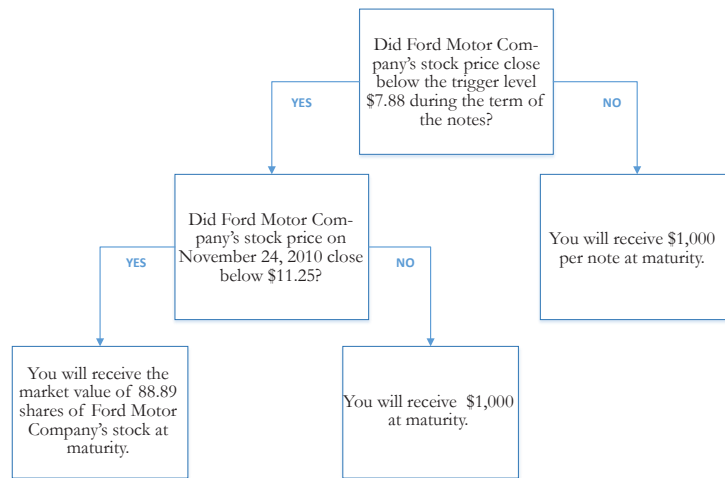 Did Ford Motor Com-
pany's stock price close
below the trigger level
$7.88 during the term of
the notes?
YES
NO
Did Ford Motor Com-
pany's stock price on
November 24, 2010 close
below $11.25?
You will receive $1,000
per note at maturity.
YES
NO
You will receive the
market value of 88.89
shares of Ford Motor
Company's stock at
maturity.
You will receive $1,000
at maturity.